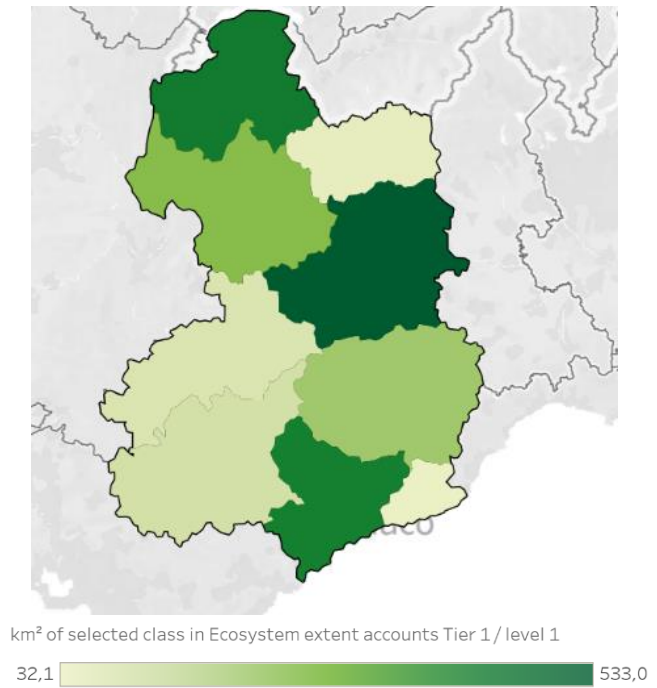 km² of selected class in Ecosystem extent accounts Tier 1 / level 1
32,1 533,0